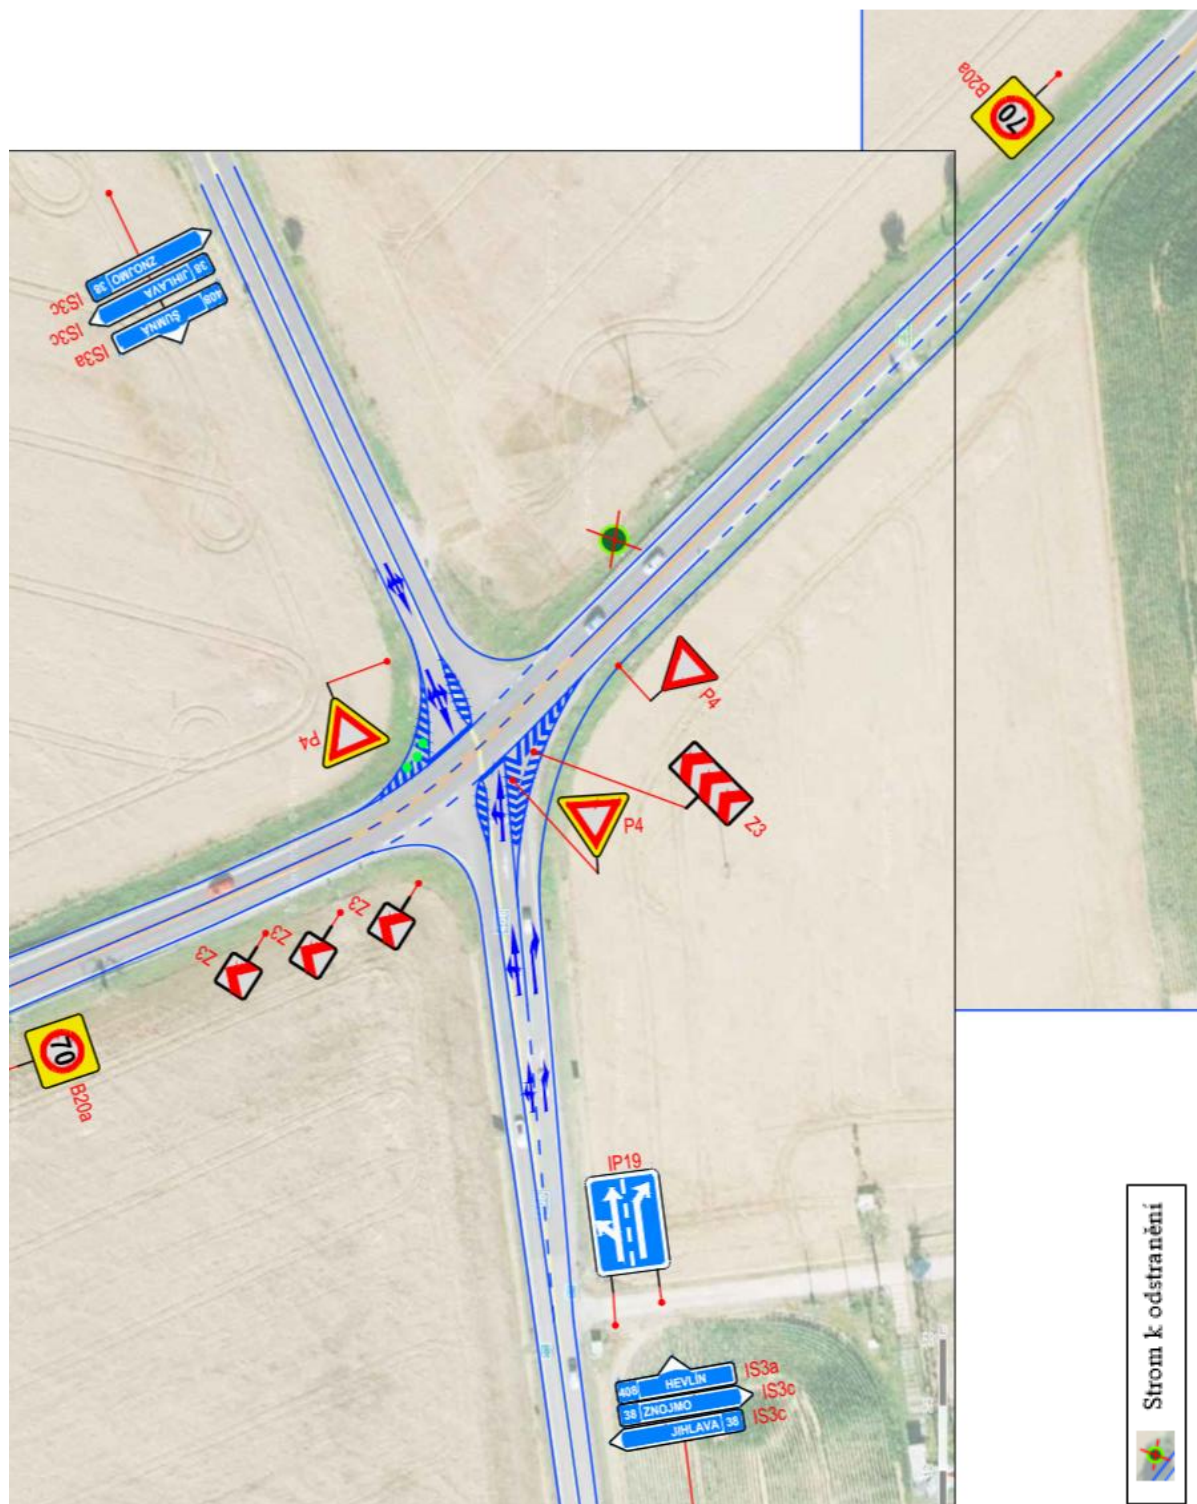 B20a
70
ZNOJMO 38
JIHLAVA 38
ŠUMNÁ 408
IS3c
IS3c
IS3a
P4
P4
P4
Z3
Z3
Z3
Z3
70
B20a
IP19
408 HEVLÍN
38 ZNOJMO
JIHLAVA 38
IS3a
IS3c
IS3c
Strom k odstranění